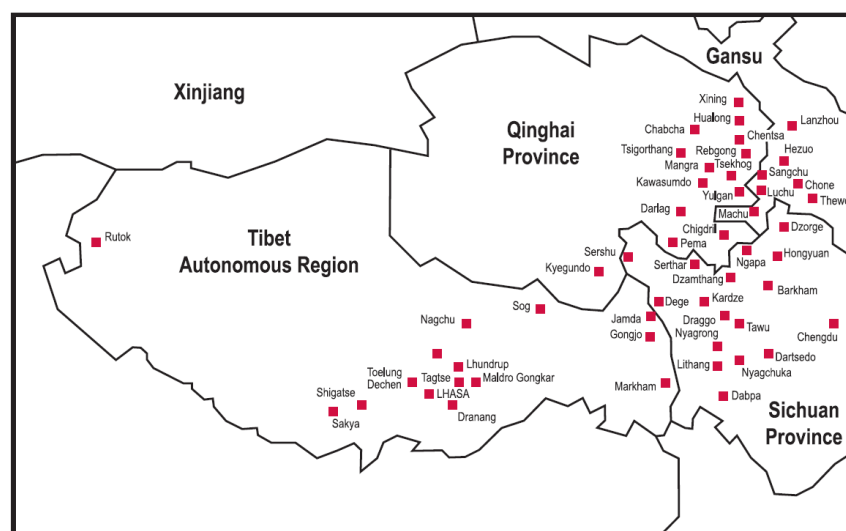 Gansu
Xinjiang
Xining
Hualong
Lanzhou
Chabcha
Chentsa
Qinghai
Province
Tsigorthang
Rebgong
Hezuo
Mangra
Tsekhog
Sangchu
Kawasumdo
Chone
Yulgan
Luchu
Thewo
Darlag
Machu
Dzorge
Rutok
Tibet
Autonomous Region
Chigdril
Pema
Sershu
Ngapa
Hongyuan
Kyegundo
Serthar
Dzamthang
Barkham
Sog
Dege
Kardze
Nagchu
Jamda
Draggo
Tawu
Gongjo
Nyagrong
Chengdu
Lhundrup
Lithang
Dartsedo
Toelung
Dechen
Tagtse
Maldro Gongkar
Nyagchuka
Shigatse
LHASA
Markham
Dabpa
Sakya
Dranang
Sichuan
Province